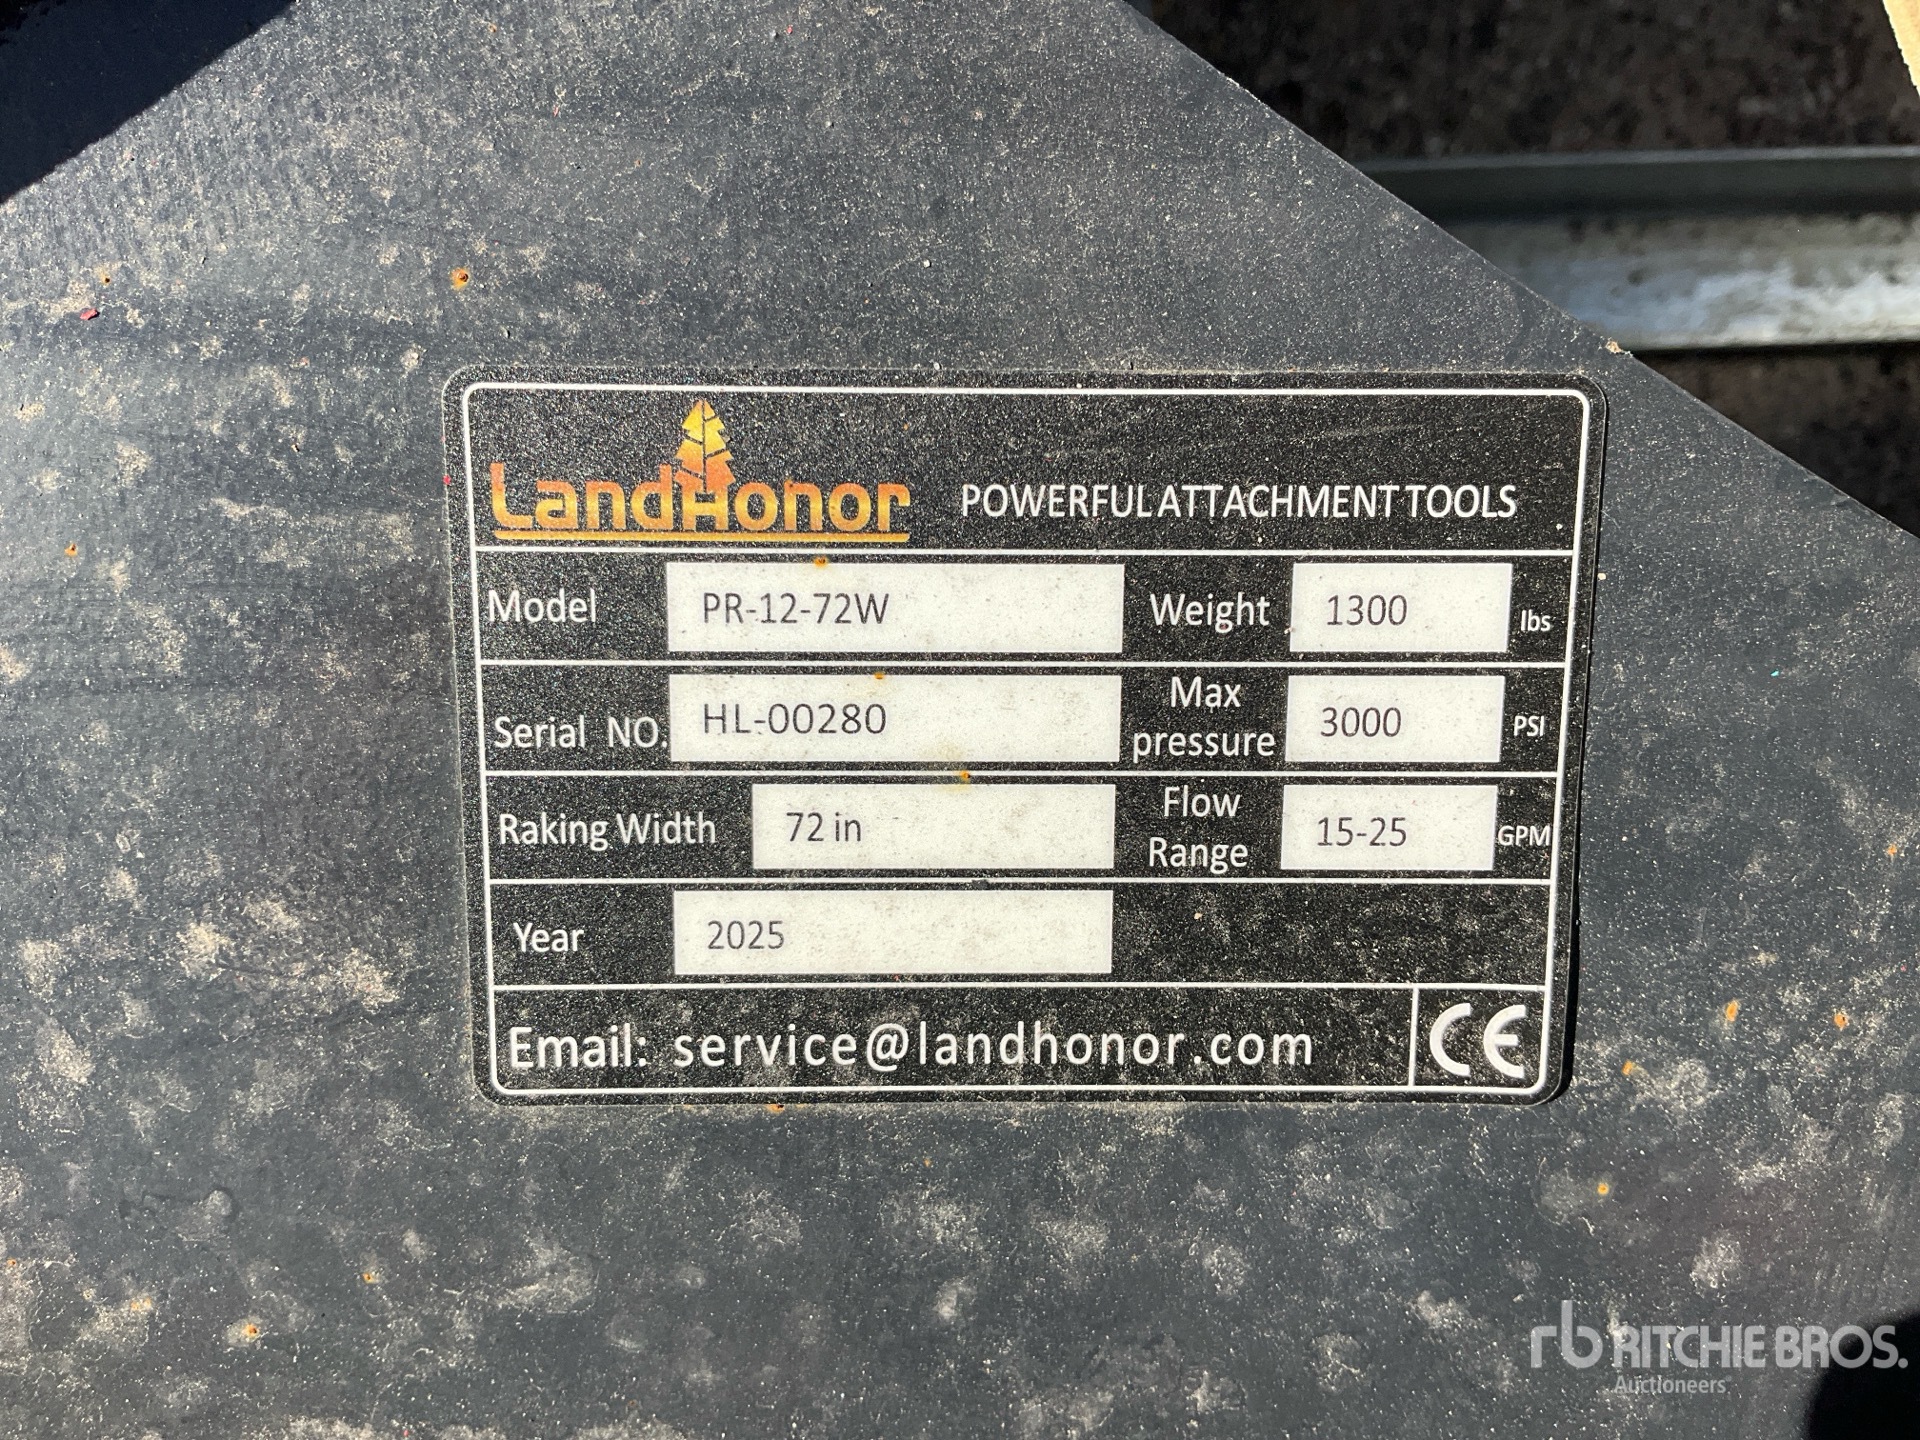 LandHonor POWERFUL ATTACHMENT TOOLS
Model PR-12-72W Weight 1300 lbs
Serial NO. HL-00280 Max pressure 3000 PSI
Raking Width 72 in Flow Range 15-25 GPM
Year 2025
Email: service@landhonor.com CE
rb RITCHIE BROS.
Auctioneers